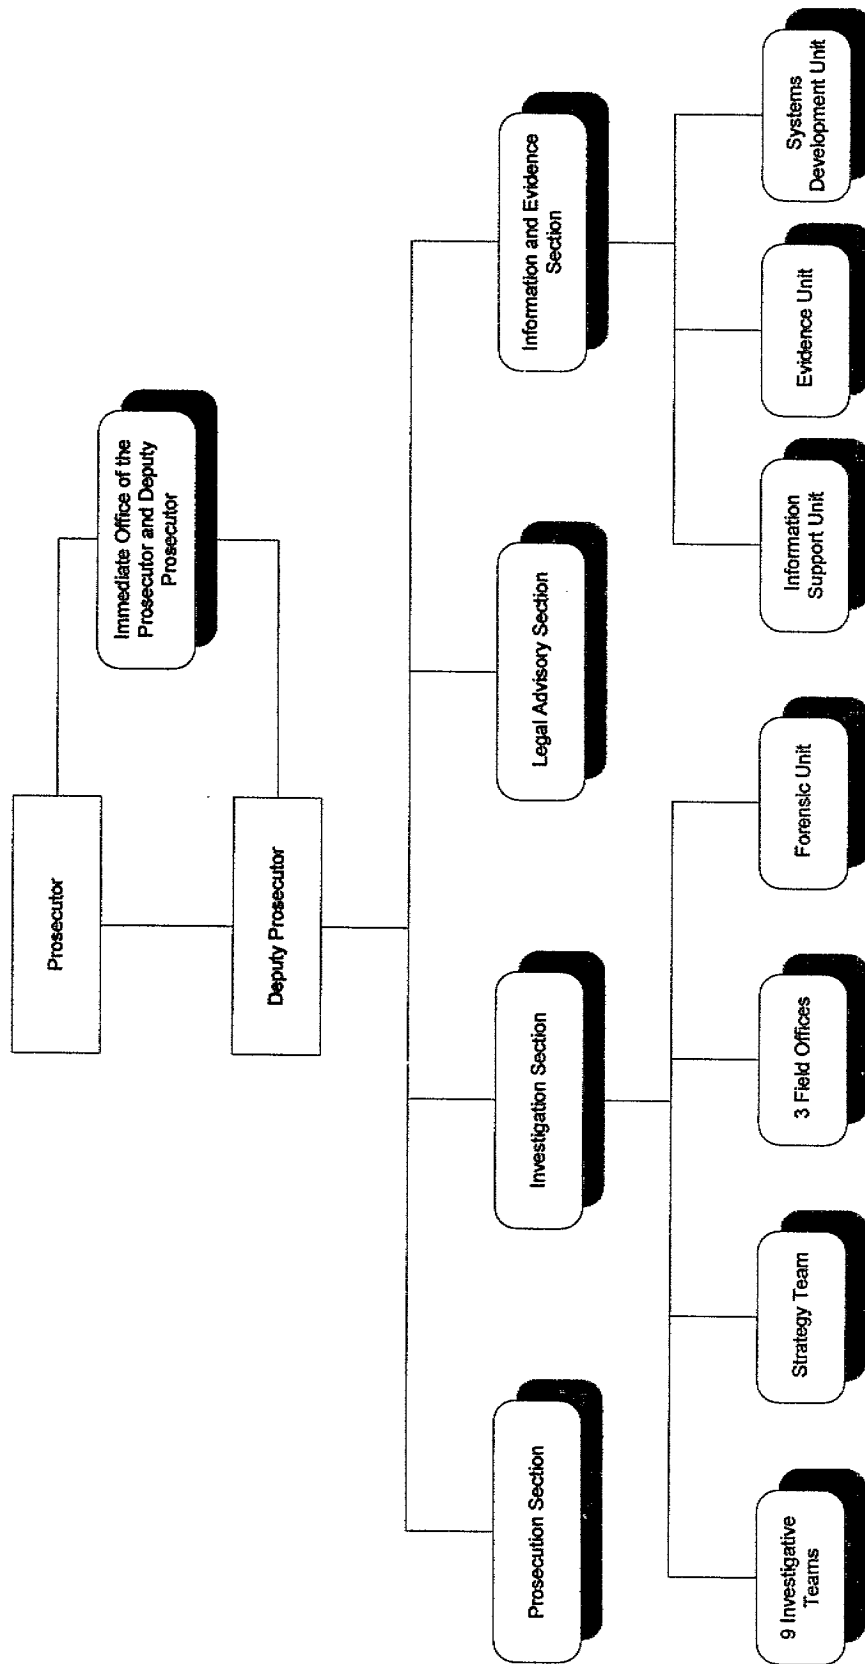 Prosecutor
Immediate Office of the
Prosecutor and Deputy
Prosecutor
Deputy Prosecutor
Prosecution Section
Investigation Section
Legal Advisory Section
Information and Evidence
Section
9 Investigative
Teams
Strategy Team
3 Field Offices
Forensic Unit
Information
Support Unit
Evidence Unit
Systems
Development Unit